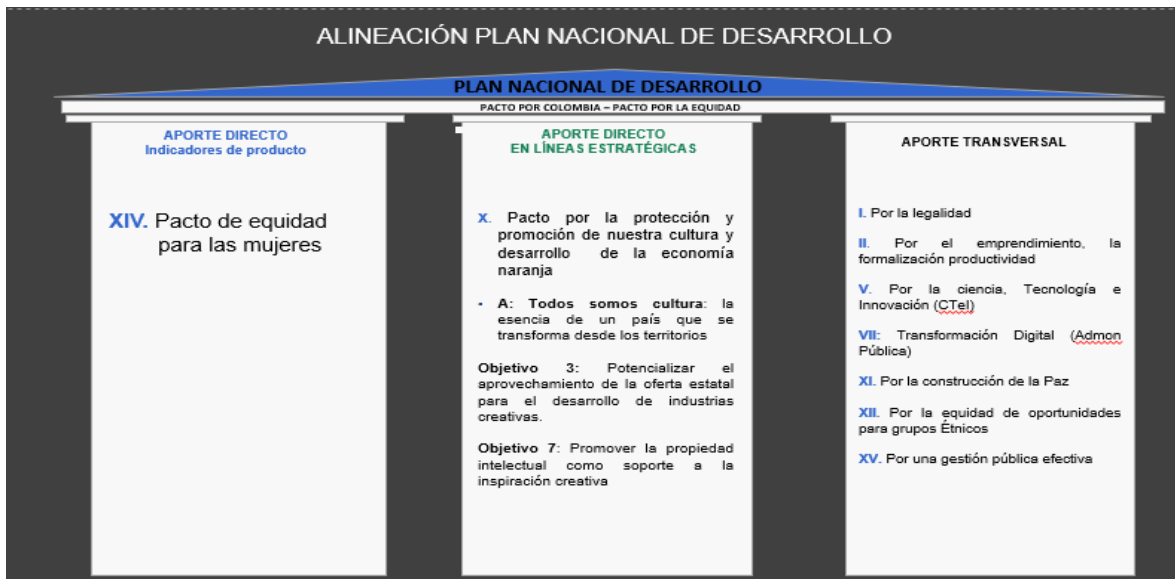 ALINEACIÓN PLAN NACIONAL DE DESARROLLO
PLAN NACIONAL DE DESARROLLO
PACTO POR COLOMBIA – PACTO POR LA EQUIDAD
APORTE DIRECTO
Indicadores de producto
XIV. Pacto de equidad
para las mujeres
APORTE DIRECTO
EN LÍNEAS ESTRATÉGICAS
X. Pacto por la protección y
promoción de nuestra cultura y
desarrollo de la economía
naranja
• A: Todos somos cultura: la
esencia de un país que se
transforma desde los territorios
Objetivo 3: Potencializar el
aprovechamiento de la oferta estatal
para el desarrollo de industrias
creativas.
Objetivo 7: Promover la propiedad
intelectual como soporte a la
inspiración creativa
APORTE TRANSVERSAL
I. Por la legalidad
II. Por el emprendimiento, la
formalización productividad
V. Por la ciencia, Tecnología e
Innovación (CTeI)
VII: Transformación Digital (Admon
Pública)
XI. Por la construcción de la Paz
XII. Por la equidad de oportunidades
para grupos Étnicos
XV. Por una gestión pública efectiva